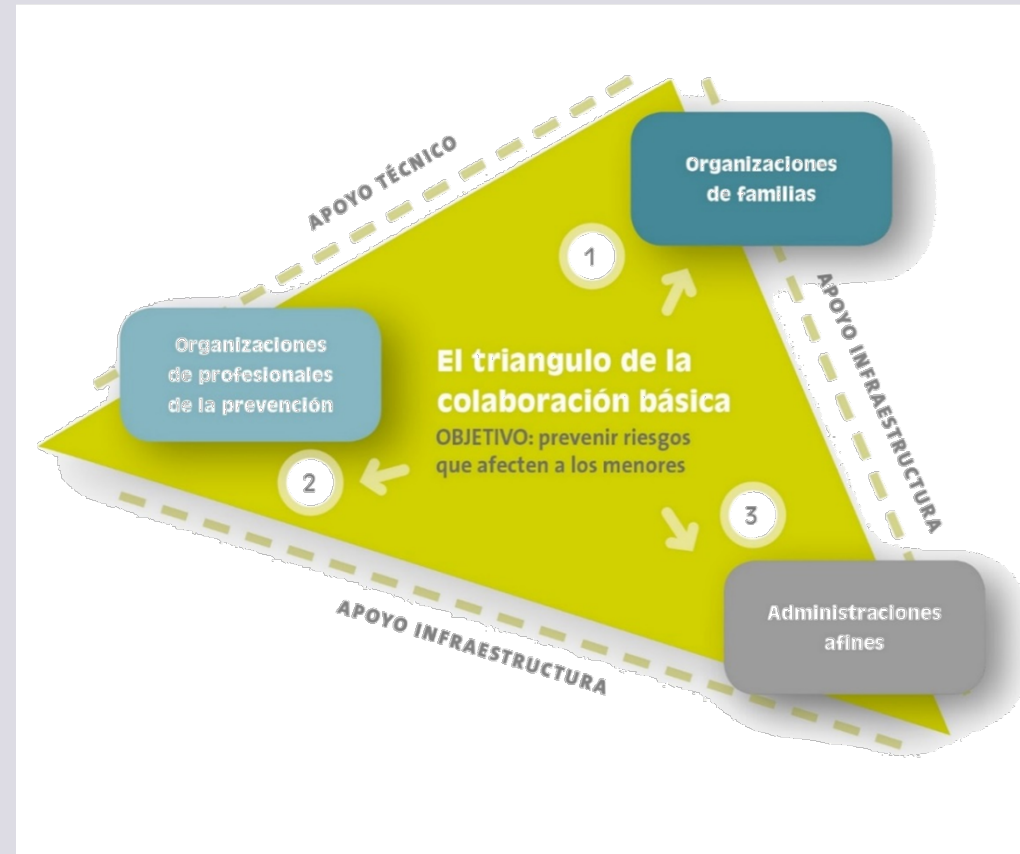 APOYO TÉCNICO
Organizaciones
de familias
1
APOYO INFRAESTRUCTURA
Organizaciones
de profesionales
de la prevención
El triangulo de la
colaboración básica
OBJETIVO: prevenir riesgos
que afecten a los menores
2
3
Administraciones
afines
APOYO INFRAESTRUCTURA